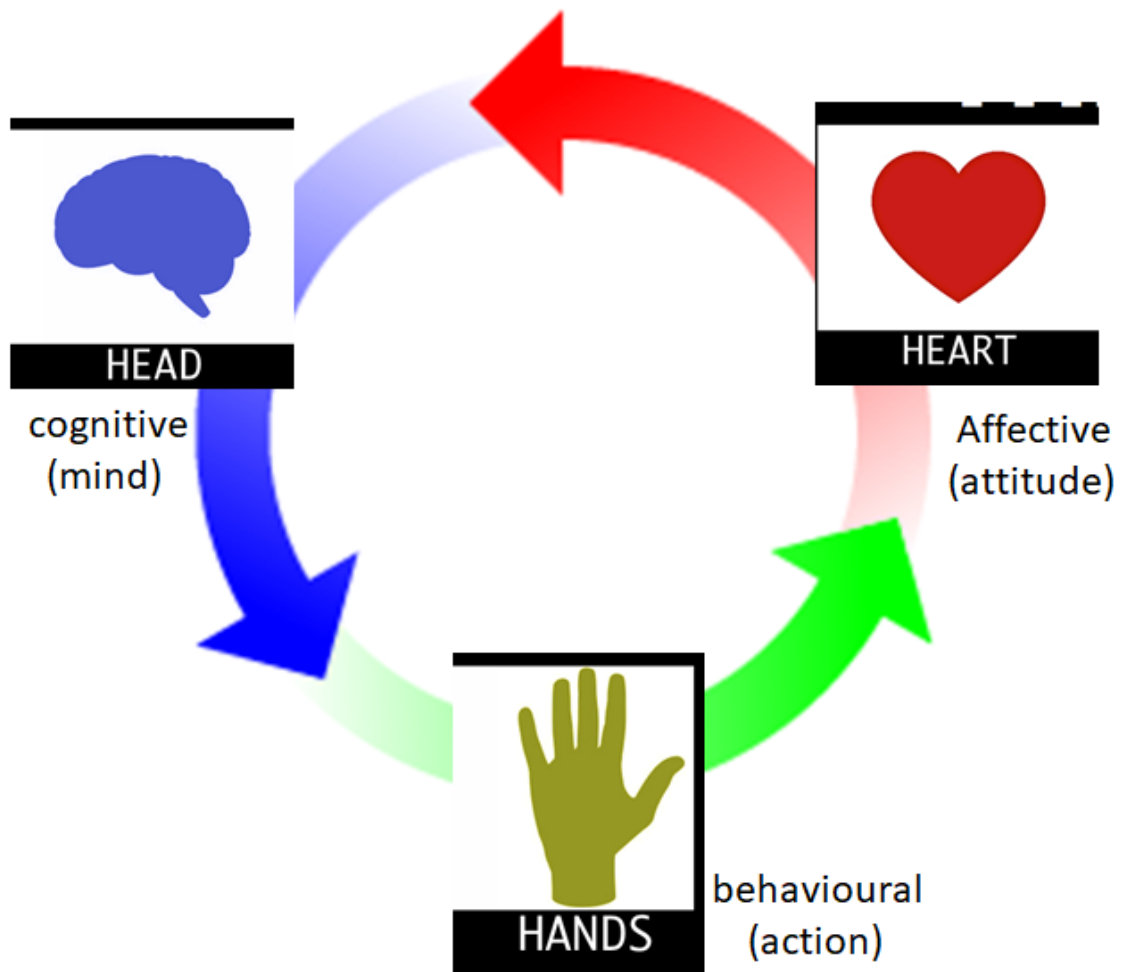 HEAD
cognitive
(mind)
HEART
Affective
(attitude)
HANDS
behavioural
(action)